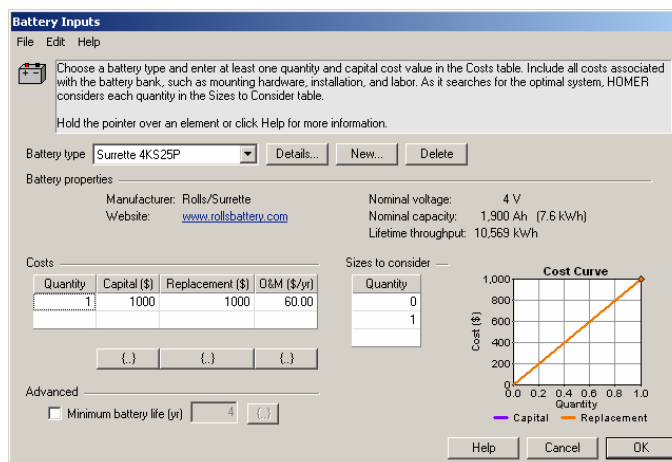 Battery Inputs
File Edit Help
Choose a battery type and enter at least one quantity and capital cost value in the Costs table. Include all costs associated
with the battery bank, such as mounting hardware, installation, and labor. As it searches for the optimal system, HOMER
considers each quantity in the Sizes to Consider table.
Hold the pointer over an element or click Help for more information.
Battery type Surrette 4KS25P Details... New... Delete
Battery properties
Manufacturer: Rolls/Surrette
Website: www.rollsbattery.com
Nominal voltage: 4 V
Nominal capacity: 1,900 Ah (7.6 kWh)
Lifetime throughput: 10,569 kWh
Costs
Quantity Capital ($) Replacement ($) O&M ($/yr)
1 1000 1000 60.00
{..} {..} {..}
Sizes to consider
Quantity
0
1
Cost Curve
1,000
800
600
400
200
0
Cost ($)
0.0 0.2 0.4 0.6 0.8 1.0
Quantity
Capital Replacement
Advanced
Minimum battery life (yr) 4 {..}
Help Cancel OK